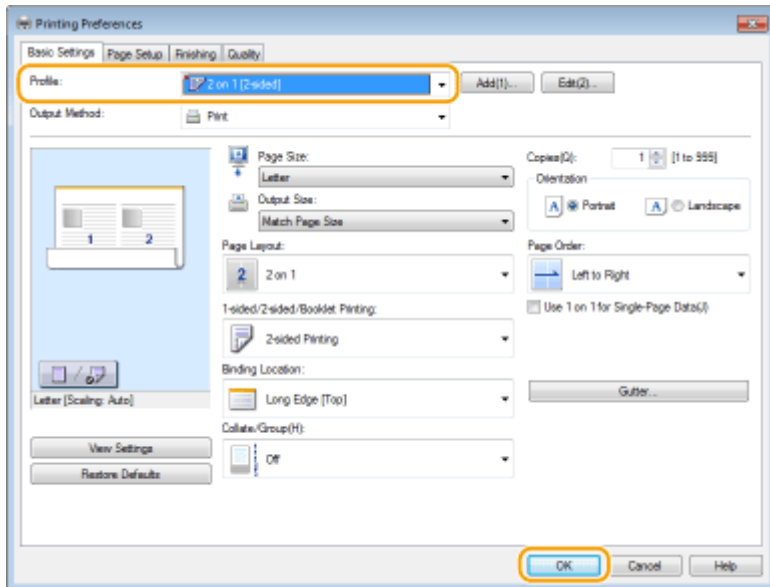 Printing Preferences
Basic Settings Page Setup Finishing Quality
Profile: 2 on 1 [2-sided] Add(1)... Edit(2)...
Output Method: Print
Page Size: Copies(Q): 1 [1 to 999]
Letter Orientation
Output Size: A Portrait A Landscape
Match Page Size
1 2
Page Layout: Page Order:
2 2 on 1 Left to Right
1-sided/2-sided/Booklet Printing: Use 1 on 1 for Single-Page Data(J)
2-sided Printing
Binding Location:
Letter [Scaling: Auto] Long Edge [Top] Gutter...
Collate/Group(H):
View Settings Off
Restore Defaults
OK Cancel Help